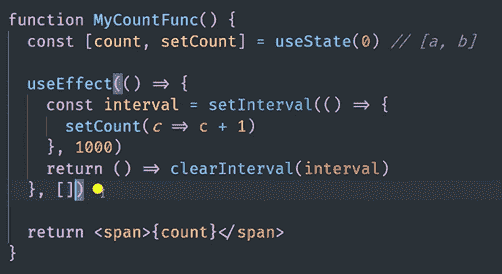 function MyCountFunc() {
const [count, setCount] = useState(0) // [a, b]
useEffect(() => {
const interval = setInterval(() => {
setCount(c => c + 1)
}, 1000)
return () => clearInterval(interval)
}, [])
return <span>{count}</span>
}